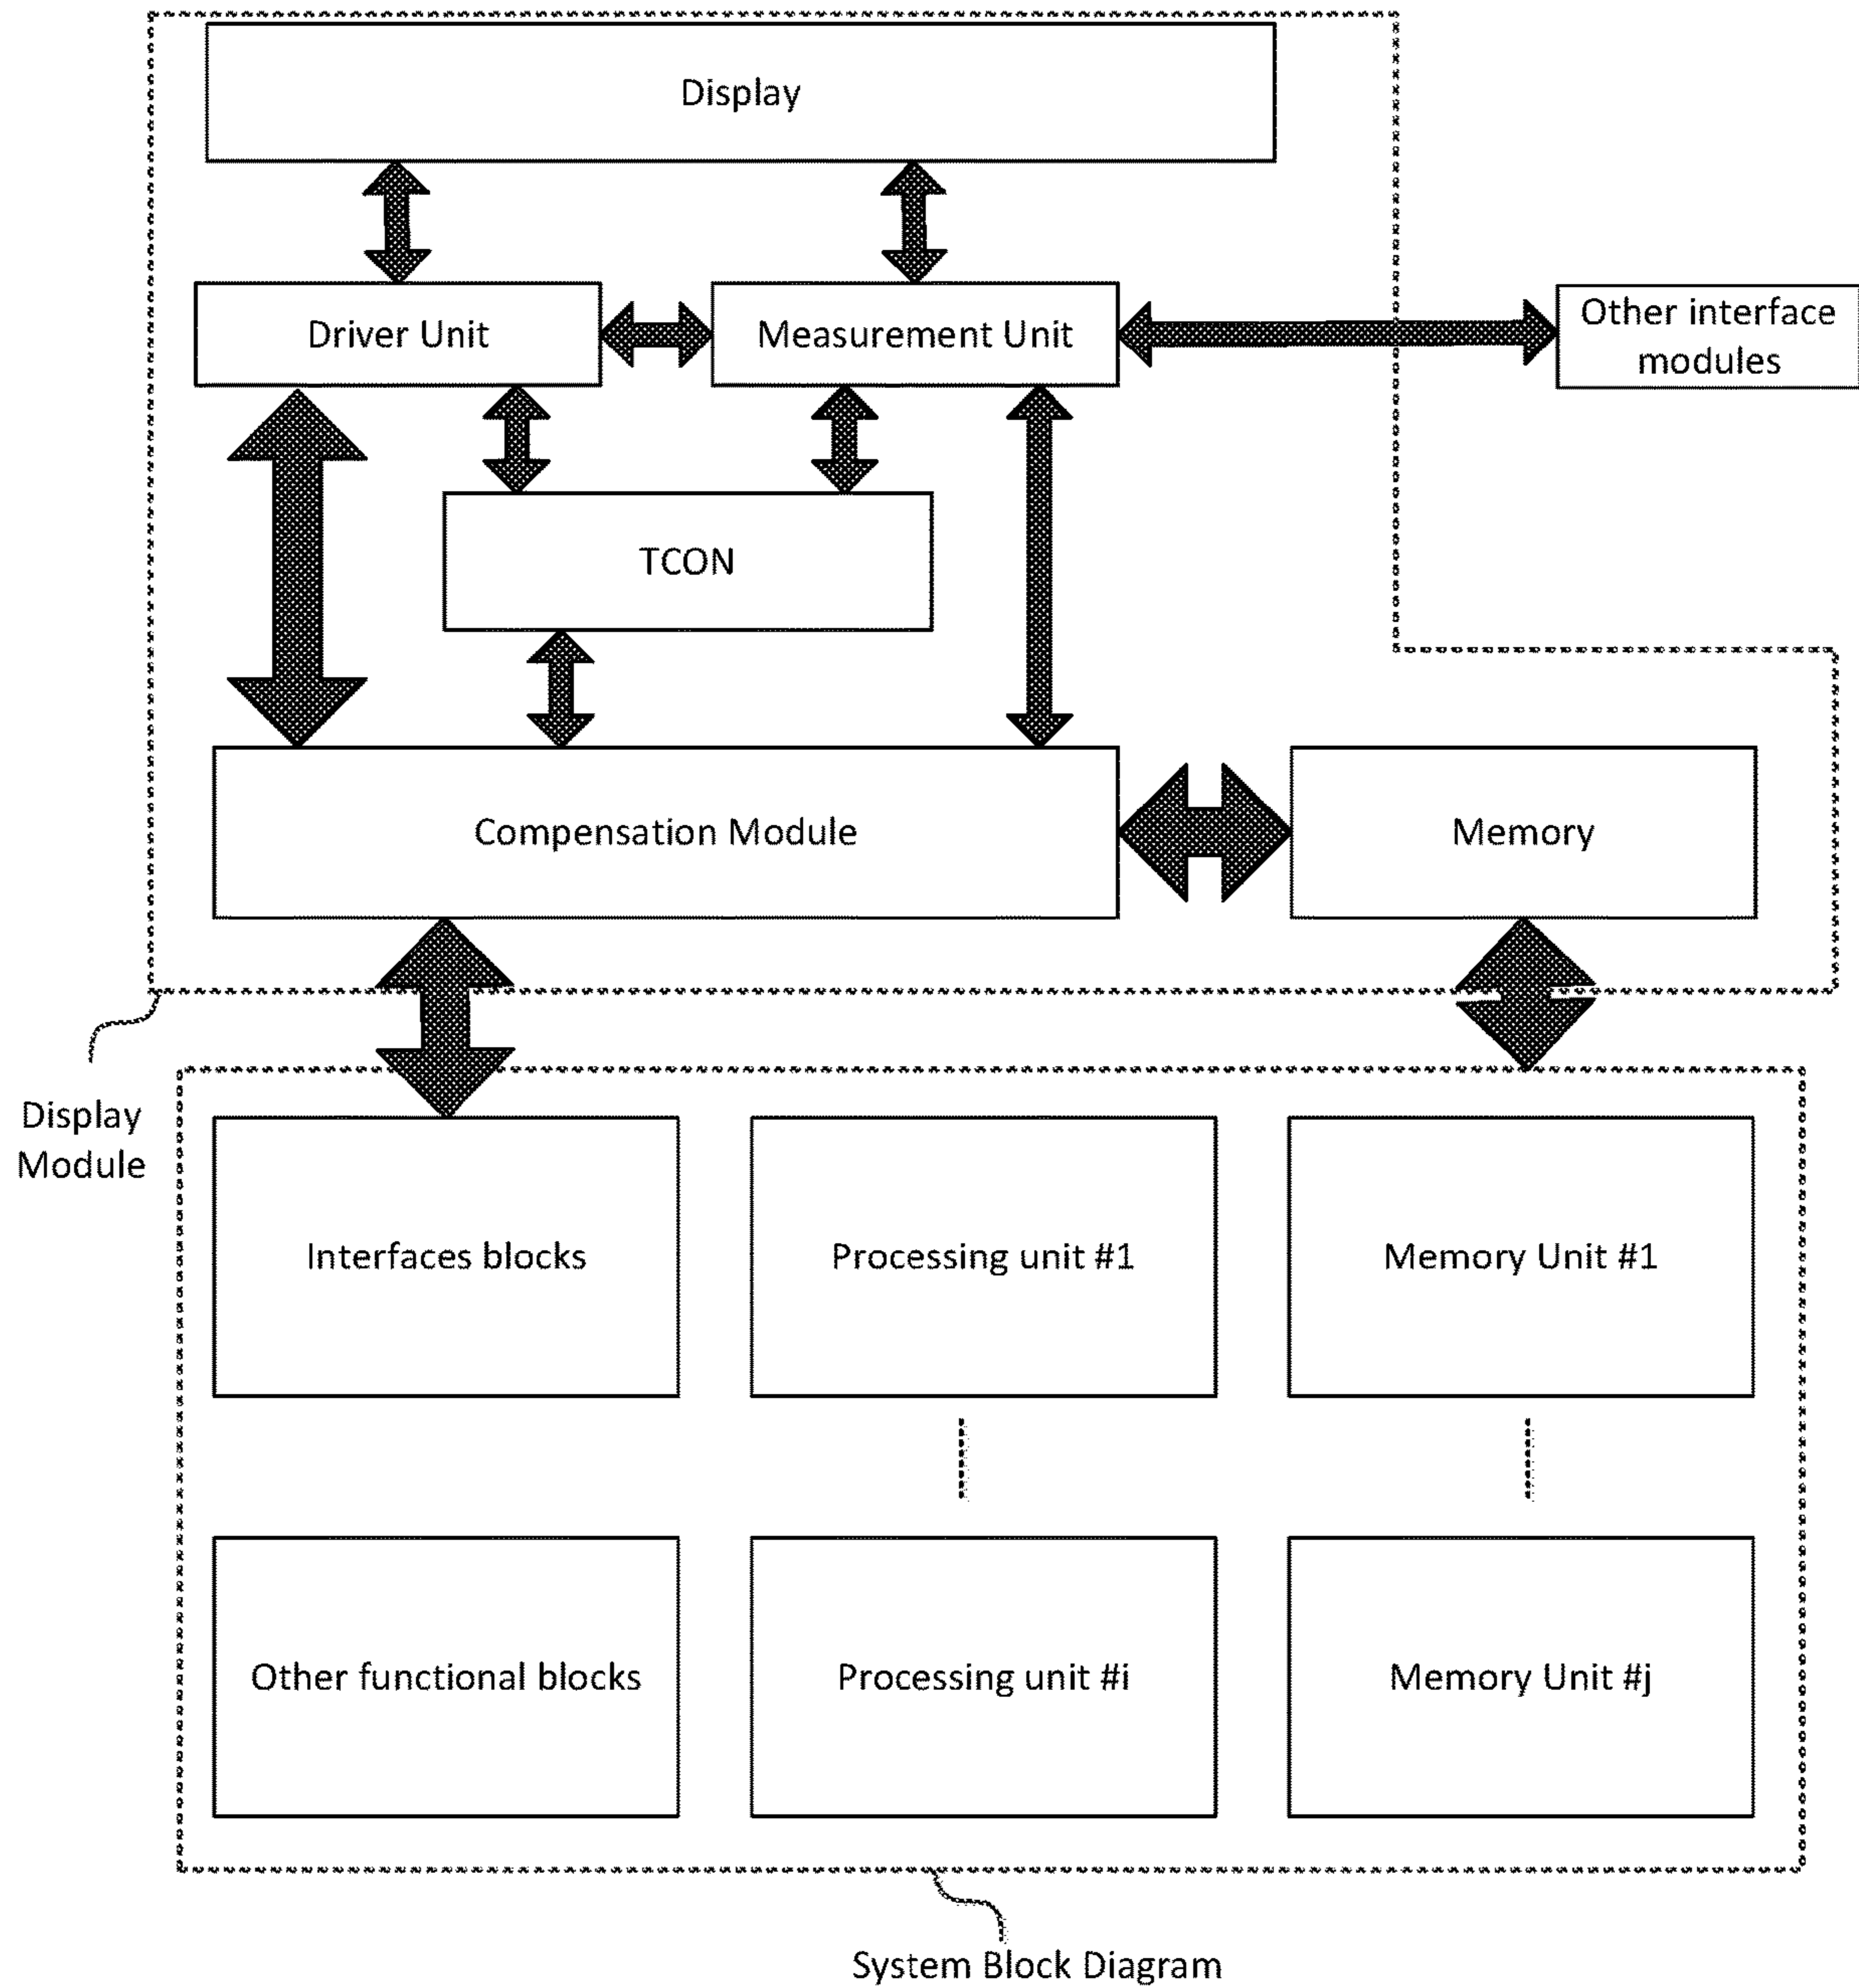 Display
Driver Unit
Measurement Unit
Other interface
modules
TCON
Compensation Module
Memory
Display
Module
Interfaces blocks
Processing unit #1
Memory Unit #1
Other functional blocks
Processing unit #i
Memory Unit #j
System Block Diagram